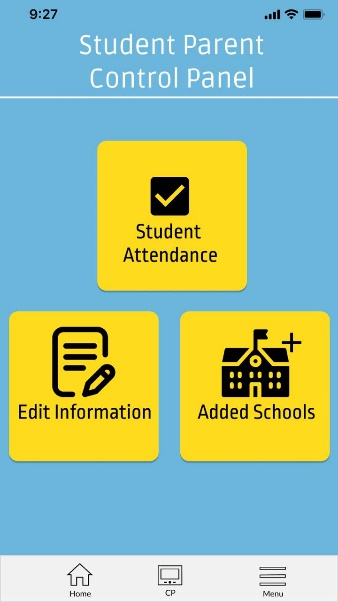 9:27
Student Parent
Control Panel
Student
Attendance
Edit Information
Added Schools
Home
CP
Menu